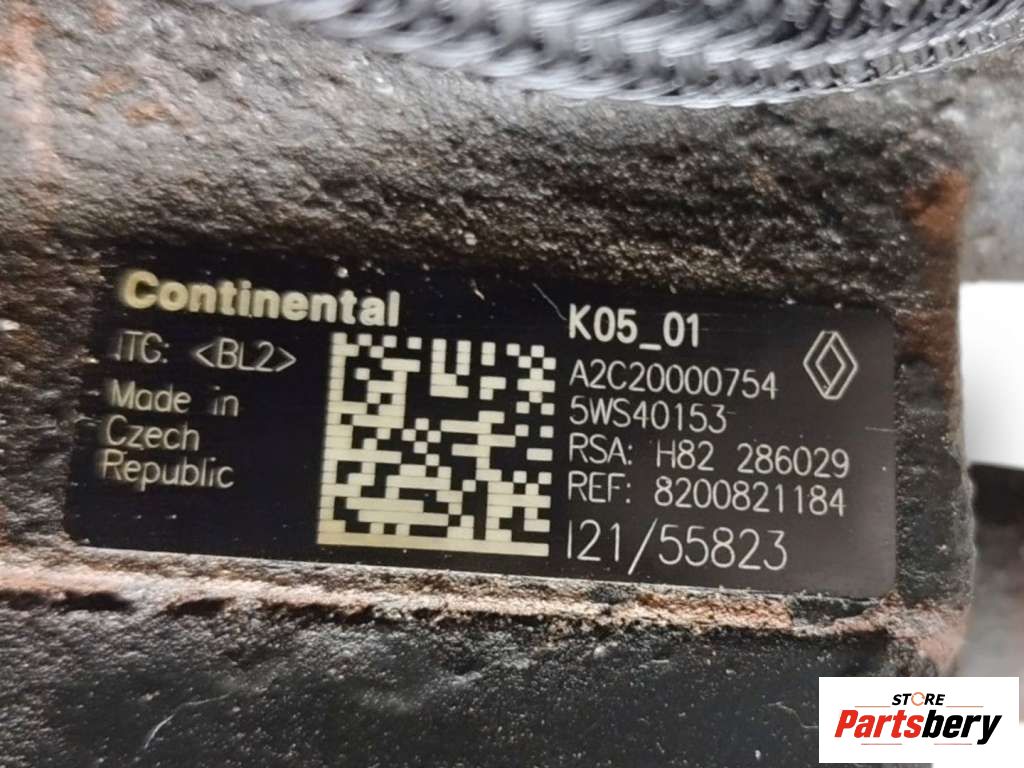 Continental
ITC: <BL2>
Made in
Czech
Republic
K05_01
A2C20000754
5WS40153
RSA: H82 286029
REF: 8200821184
I21/55823
STORE
Partsbery